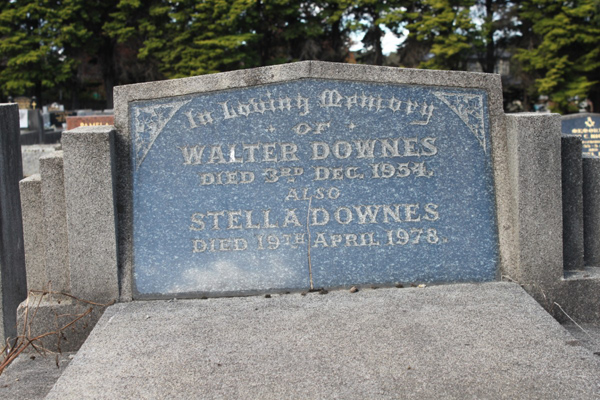 In Loving Memory
OF
WALTER DOWNES
DIED 3RD DEC. 1954.
ALSO
STELLA DOWNES
DIED 19TH APRIL 1978.